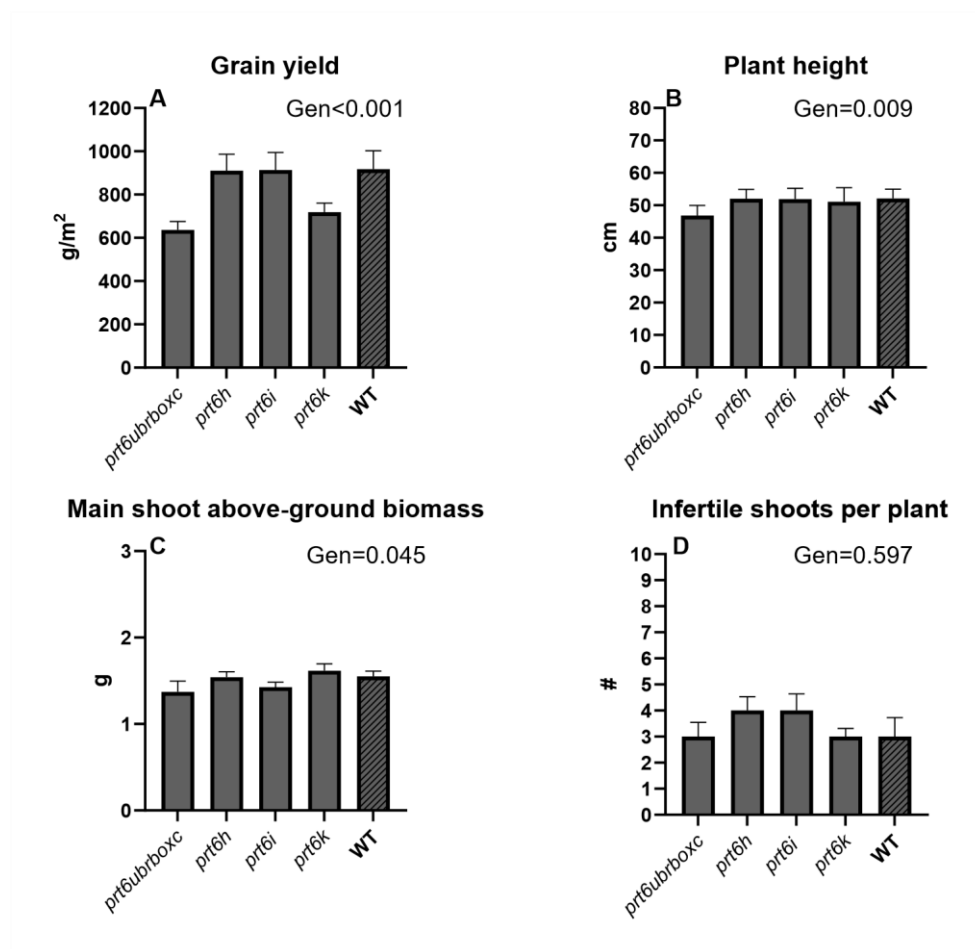 Grain yield
A
Gen<0.001
1200
1000
800
600
400
200
0
g/m²
prt6ubrboxc
prt6h
prt6i
prt6k
WT
Plant height
B
Gen=0.009
80
70
60
50
40
30
20
10
0
cm
prt6ubrboxc
prt6h
prt6i
prt6k
WT
Main shoot above-ground biomass
C
Gen=0.045
3
2
1
0
g
prt6ubrboxc
prt6h
prt6i
prt6k
WT
Infertile shoots per plant
D
Gen=0.597
10
9
8
7
6
5
4
3
2
1
0
#
prt6ubrboxc
prt6h
prt6i
prt6k
WT